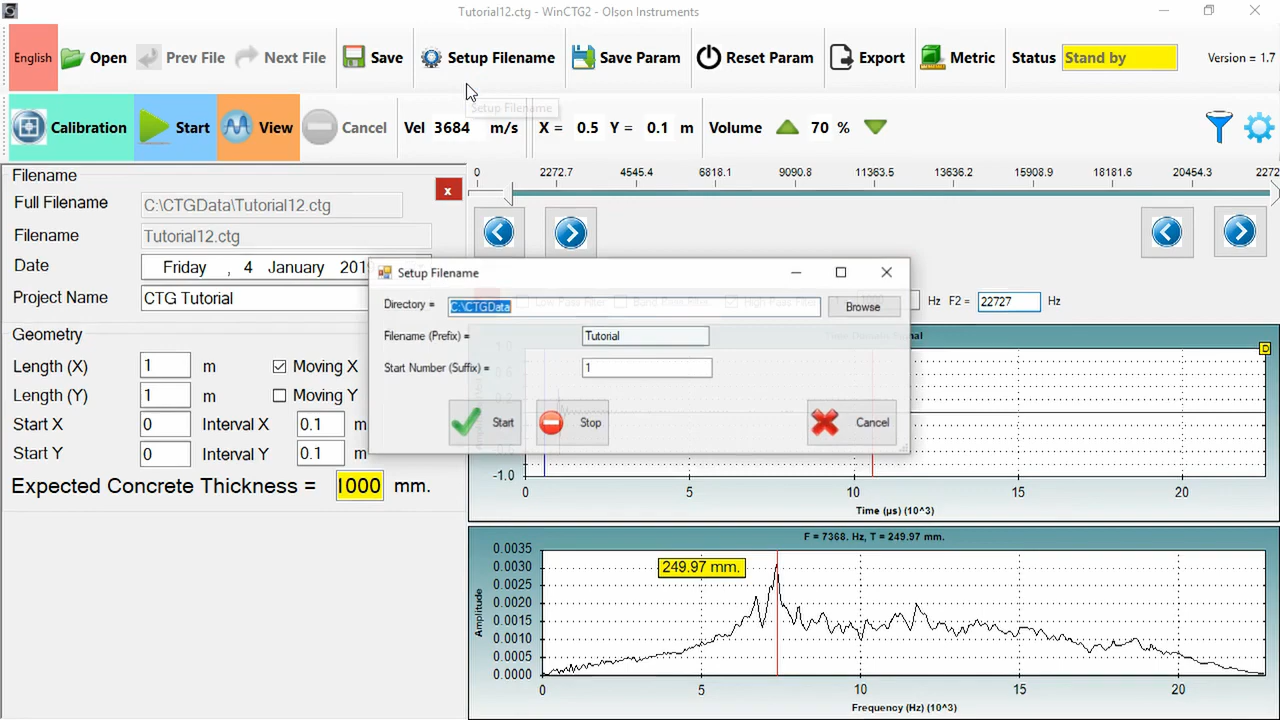 Tutorial12.ctg - WinCTG2 - Olson Instruments
English Open Prev File Next File Save Setup Filename Save Param Reset Param Export Metric Status Stand by Version = 1.7
Setup Filename
Calibration Start View Cancel Vel 3684 m/s X = 0.5 Y = 0.1 m Volume 70 %
Filename
x
Full Filename C:\CTGData\Tutorial12.ctg
Filename Tutorial12.ctg
Date Friday , 4 January 2019
Project Name CTG Tutorial
Geometry
Length (X) 1 m Moving X
Length (Y) 1 m Moving Y
Start X 0 Interval X 0.1 m
Start Y 0 Interval Y 0.1 m
Expected Concrete Thickness = 1000 mm.
0 2272.7 4545.4 6818.1 9090.8 11363.5 13636.2 15908.9 18181.6 20454.3 2272
Hz F2 = 22727 Hz
Setup Filename
Directory = C:\CTGData Browse
Filename (Prefix) = Tutorial
Start Number (Suffix) = 1
Start Stop Cancel
D
-1.0
0 5 10 15 20
Time (µs) (10^3)
F = 7368. Hz, T = 249.97 mm.
249.97 mm.
Amplitude
0.0035
0.0030
0.0025
0.0020
0.0015
0.0010
0.0005
0.0000
0 5 10 15 20
Frequency (Hz) (10^3)